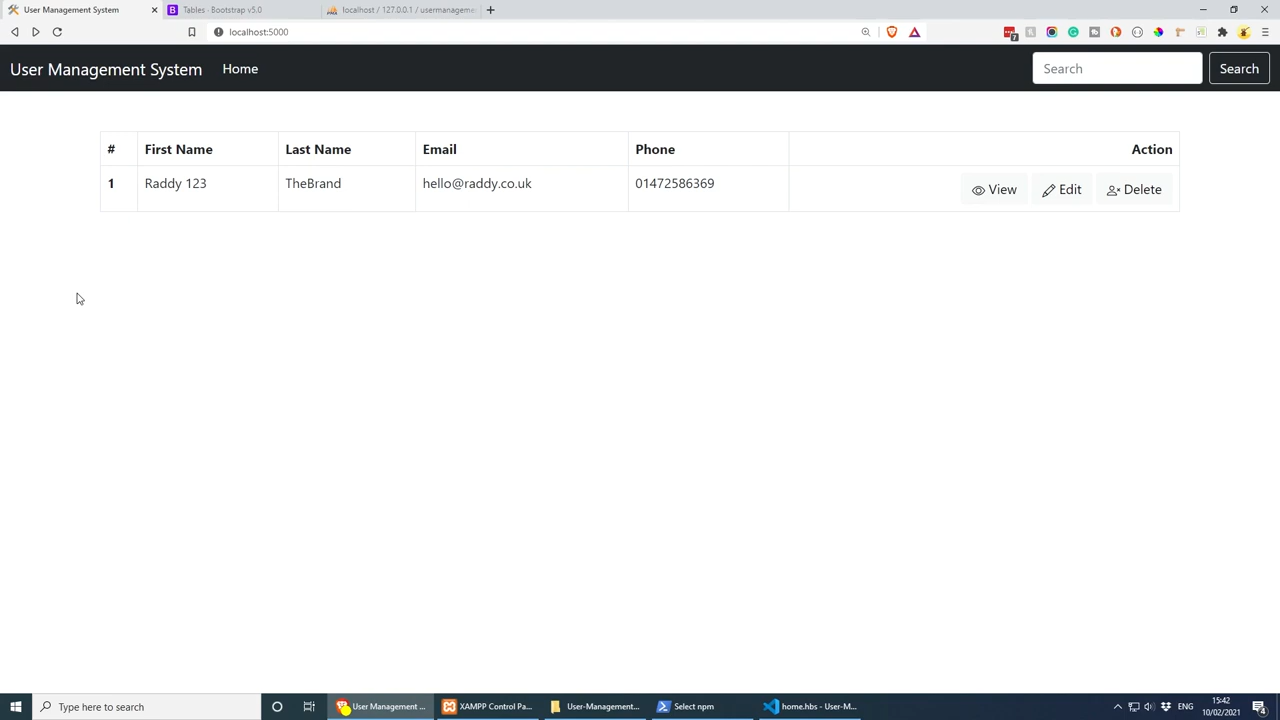 User Management System
Tables · Bootstrap v5.0
localhost / 127.0.0.1 / usermanageme
localhost:5000
7
User Management System Home Search Search
# First Name Last Name Email Phone Action
1 Raddy 123 TheBrand hello@raddy.co.uk 01472586369 View Edit Delete
Type here to search User Management ... XAMPP Control Pa... User-Management... Select npm home.hbs - User-M... ENG 15:42
10/02/2021 4